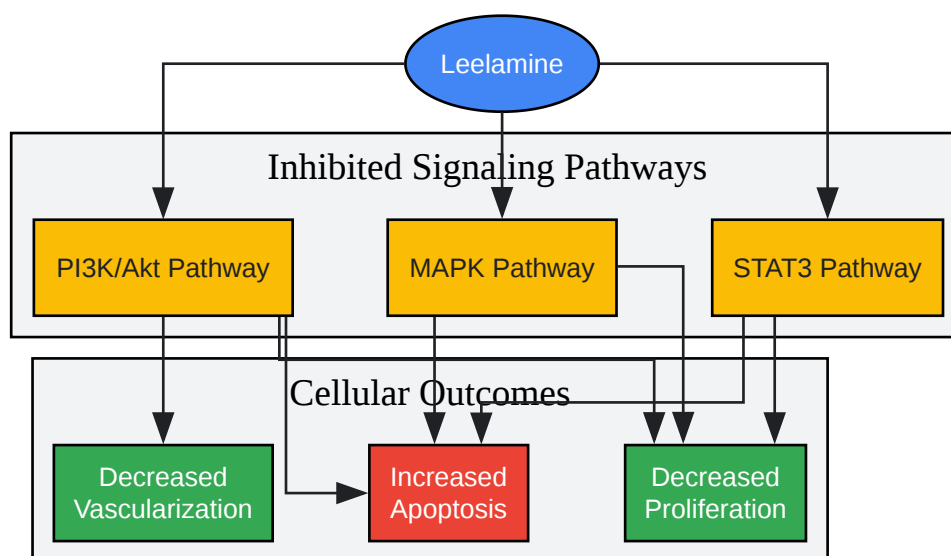 Leelamine
Inhibited Signaling Pathways
PI3K/Akt Pathway
MAPK Pathway
STAT3 Pathway
Cellular Outcomes
Decreased
Vascularization
Increased
Apoptosis
Decreased
Proliferation